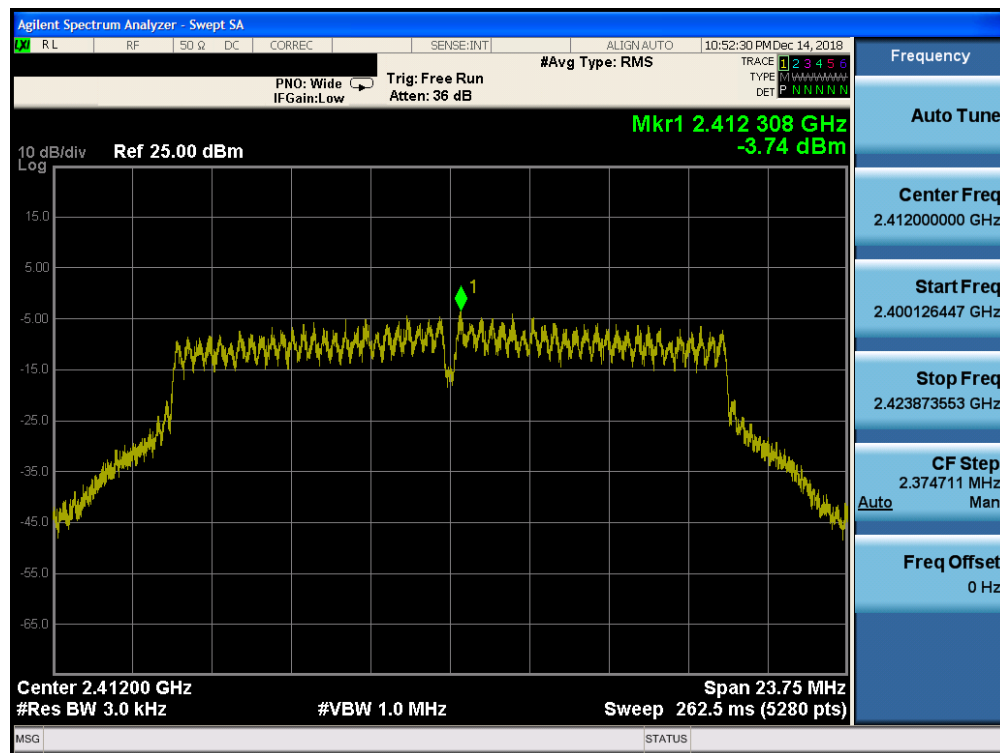 Agilent Spectrum Analyzer - Swept SA
LXI RL RF 50 Ω DC CORREC SENSE:INT ALIGN AUTO 10:52:30 PM Dec 14, 2018
Frequency
#Avg Type: RMS
TRACE 1 2 3 4 5 6
PNO: Wide
Trig: Free Run
TYPE M WWWWW
IFGain:Low
Atten: 36 dB
DET P N N N N N
Auto Tune
Mkr1 2.412 308 GHz
-3.74 dBm
10 dB/div Ref 25.00 dBm
Log
Center Freq
2.412000000 GHz
15.0
5.00
Start Freq
2.400126447 GHz
1
-5.00
-15.0
Stop Freq
2.423873553 GHz
-25.0
-35.0
CF Step
2.374711 MHz
Auto Man
-45.0
-55.0
Freq Offset
0 Hz
-65.0
Center 2.41200 GHz Span 23.75 MHz
#Res BW 3.0 kHz #VBW 1.0 MHz Sweep 262.5 ms (5280 pts)
MSG STATUS